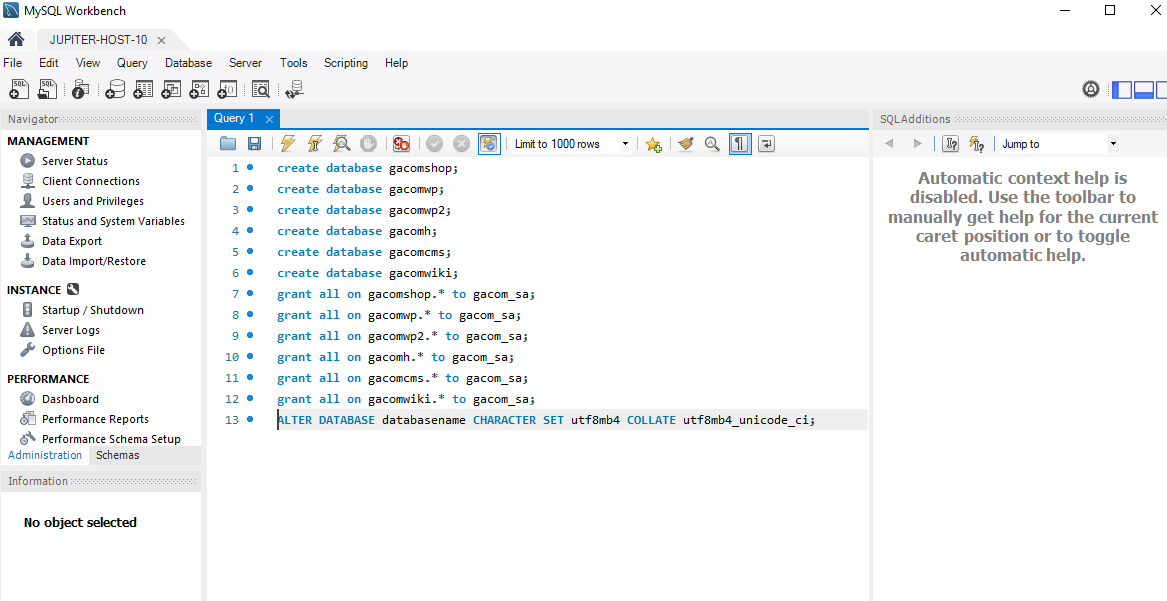 MySQL Workbench
JUPITER-HOST-10
File Edit View Query Database Server Tools Scripting Help
Navigator
MANAGEMENT
Server Status
Client Connections
Users and Privileges
Status and System Variables
Data Export
Data Import/Restore
INSTANCE
Startup / Shutdown
Server Logs
Options File
PERFORMANCE
Dashboard
Performance Reports
Performance Schema Setup
Administration Schemas
Information
No object selected
Query 1
Limit to 1000 rows
1 create database gacomshop;
2 create database gacomwp;
3 create database gacomwp2;
4 create database gacomh;
5 create database gacomcms;
6 create database gacomwiki;
7 grant all on gacomshop.* to gacom_sa;
8 grant all on gacomwp.* to gacom_sa;
9 grant all on gacomwp2.* to gacom_sa;
10 grant all on gacomh.* to gacom_sa;
11 grant all on gacomcms.* to gacom_sa;
12 grant all on gacomwiki.* to gacom_sa;
13 ALTER DATABASE databasename CHARACTER SET utf8mb4 COLLATE utf8mb4_unicode_ci;
SQLAdditions
Jump to
Automatic context help is
disabled. Use the toolbar to
manually get help for the current
caret position or to toggle
automatic help.